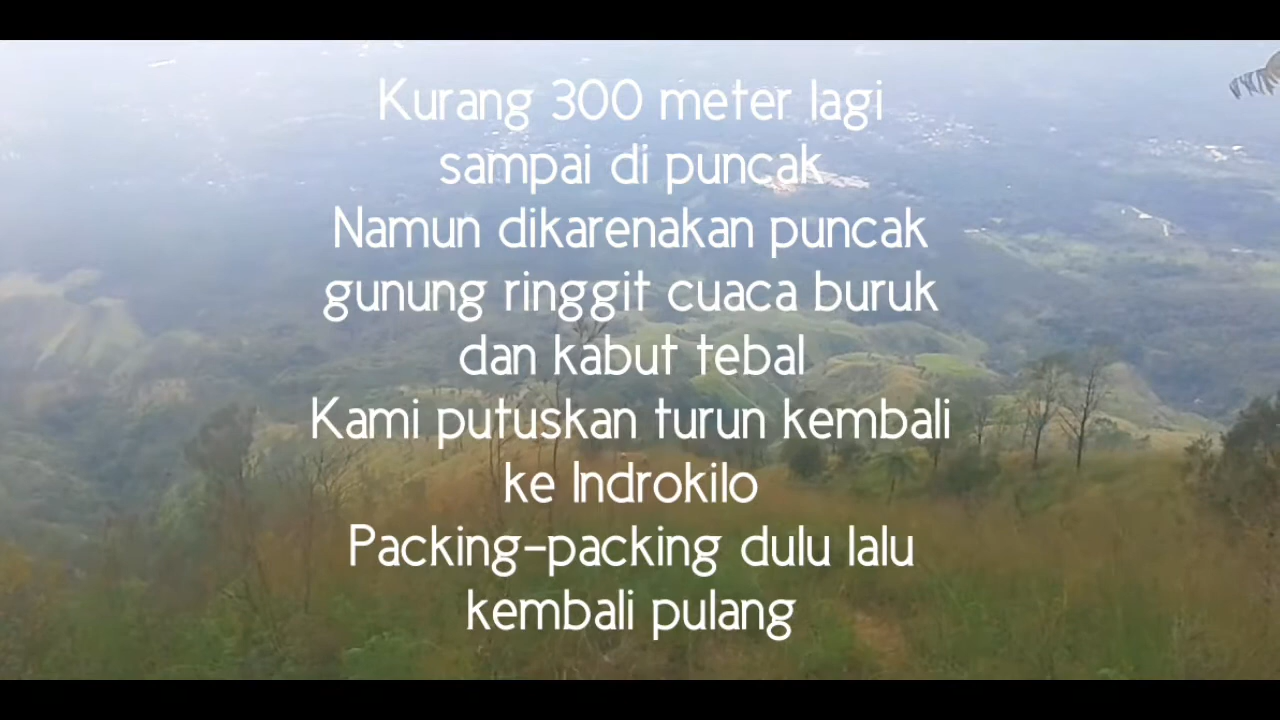 Kurang 300 meter lagi
sampai di puncak
Namun dikarenakan puncak
gunung ringgit cuaca buruk
dan kabut tebal
Kami putuskan turun kembali
ke Indrokilo
Packing-packing dulu lalu
kembali pulang